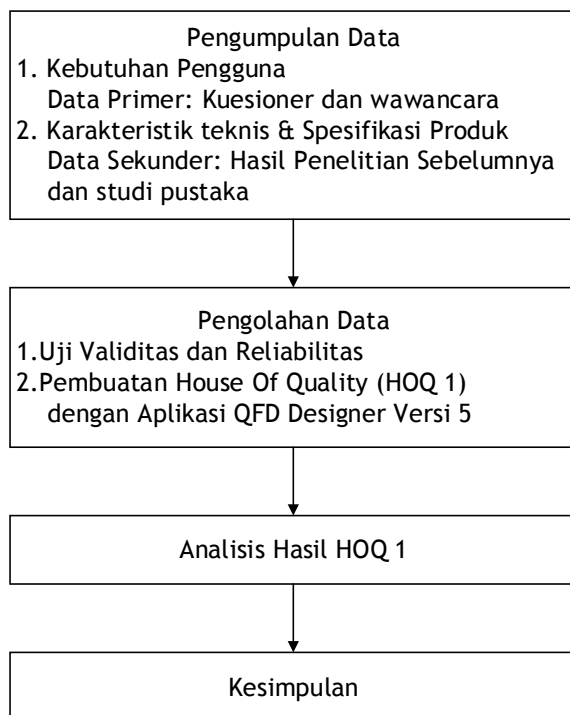 Pengumpulan Data
1. Kebutuhan Pengguna
Data Primer: Kuesioner dan wawancara
2. Karakteristik teknis & Spesifikasi Produk
Data Sekunder: Hasil Penelitian Sebelumnya
dan studi pustaka
Pengolahan Data
1.Uji Validitas dan Reliabilitas
2.Pembuatan House Of Quality (HOQ 1)
dengan Aplikasi QFD Designer Versi 5
Analisis Hasil HOQ 1
Kesimpulan